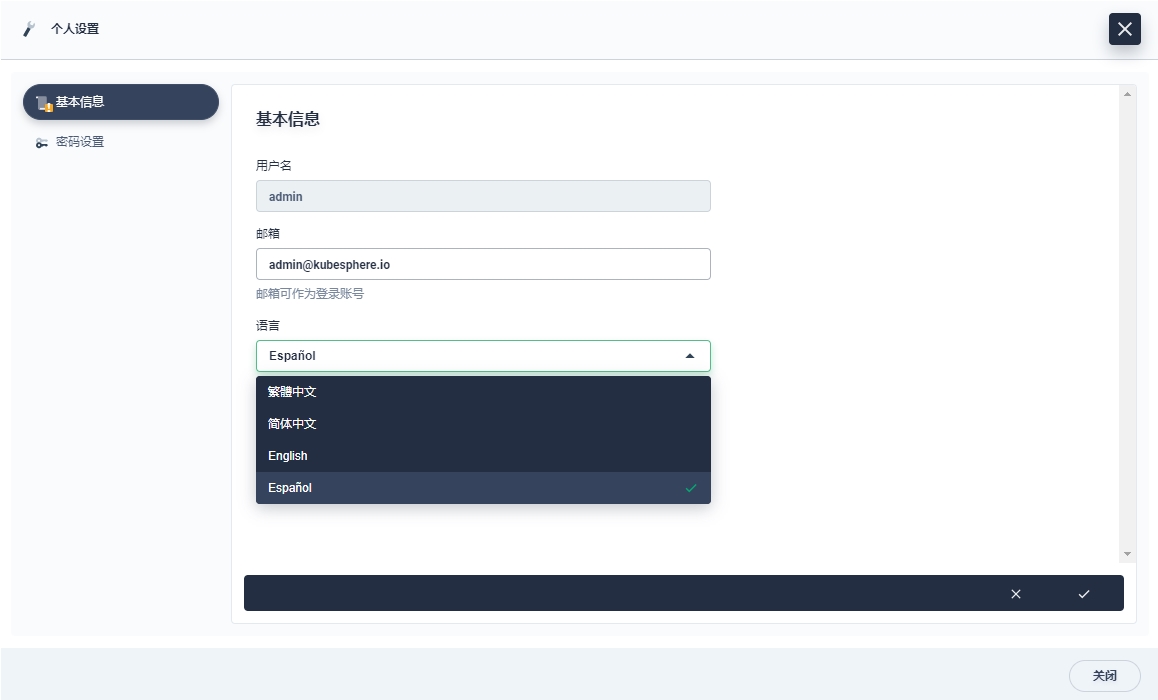 个人设置
基本信息
密码设置
基本信息
用户名
admin
邮箱
admin@kubesphere.io
邮箱可作为登录账号
语言
Español
繁體中文
简体中文
English
Español
关闭